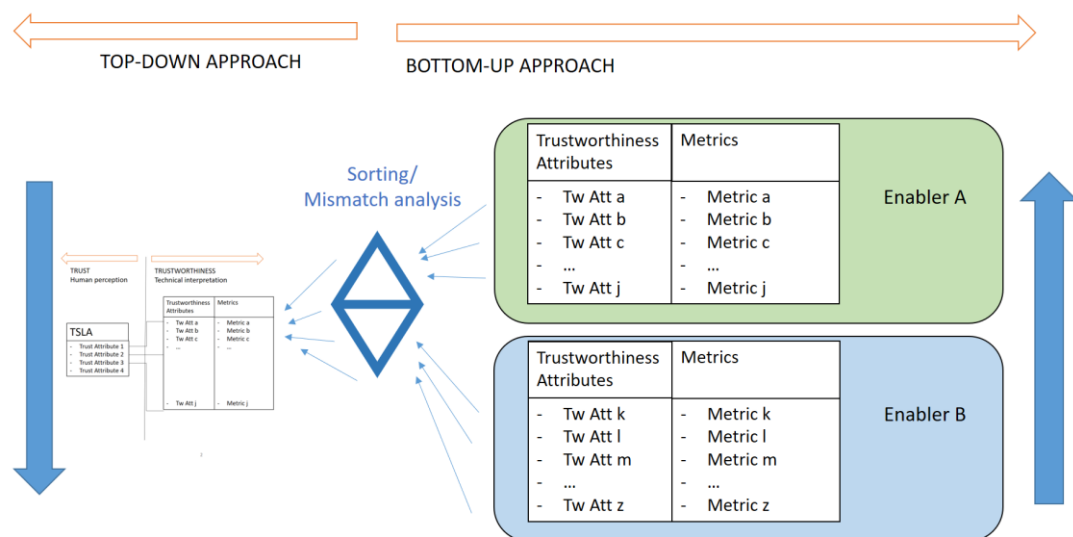 TOP-DOWN APPROACH
BOTTOM-UP APPROACH
Sorting/
Mismatch analysis
TRUST
Human perception
TRUSTWORTHINESS
Technical interpretation
TSLA
- Trust Attribute 1
- Trust Attribute 2
- Trust Attribute 3
- Trust Attribute 4
Trustworthiness Metrics
Attributes
- Tw Att a - Metric a
- Tw Att b - Metric b
- Tw Att c - Metric c
- ... - ...
- Tw Att j - Metric j
Trustworthiness Metrics
Attributes
- Tw Att a - Metric a
- Tw Att b - Metric b
- Tw Att c - Metric c
- ... - ...
- Tw Att j - Metric j
Enabler A
Trustworthiness Metrics
Attributes
- Tw Att k - Metric k
- Tw Att l - Metric l
- Tw Att m - Metric m
- ... - ...
- Tw Att z - Metric z
Enabler B